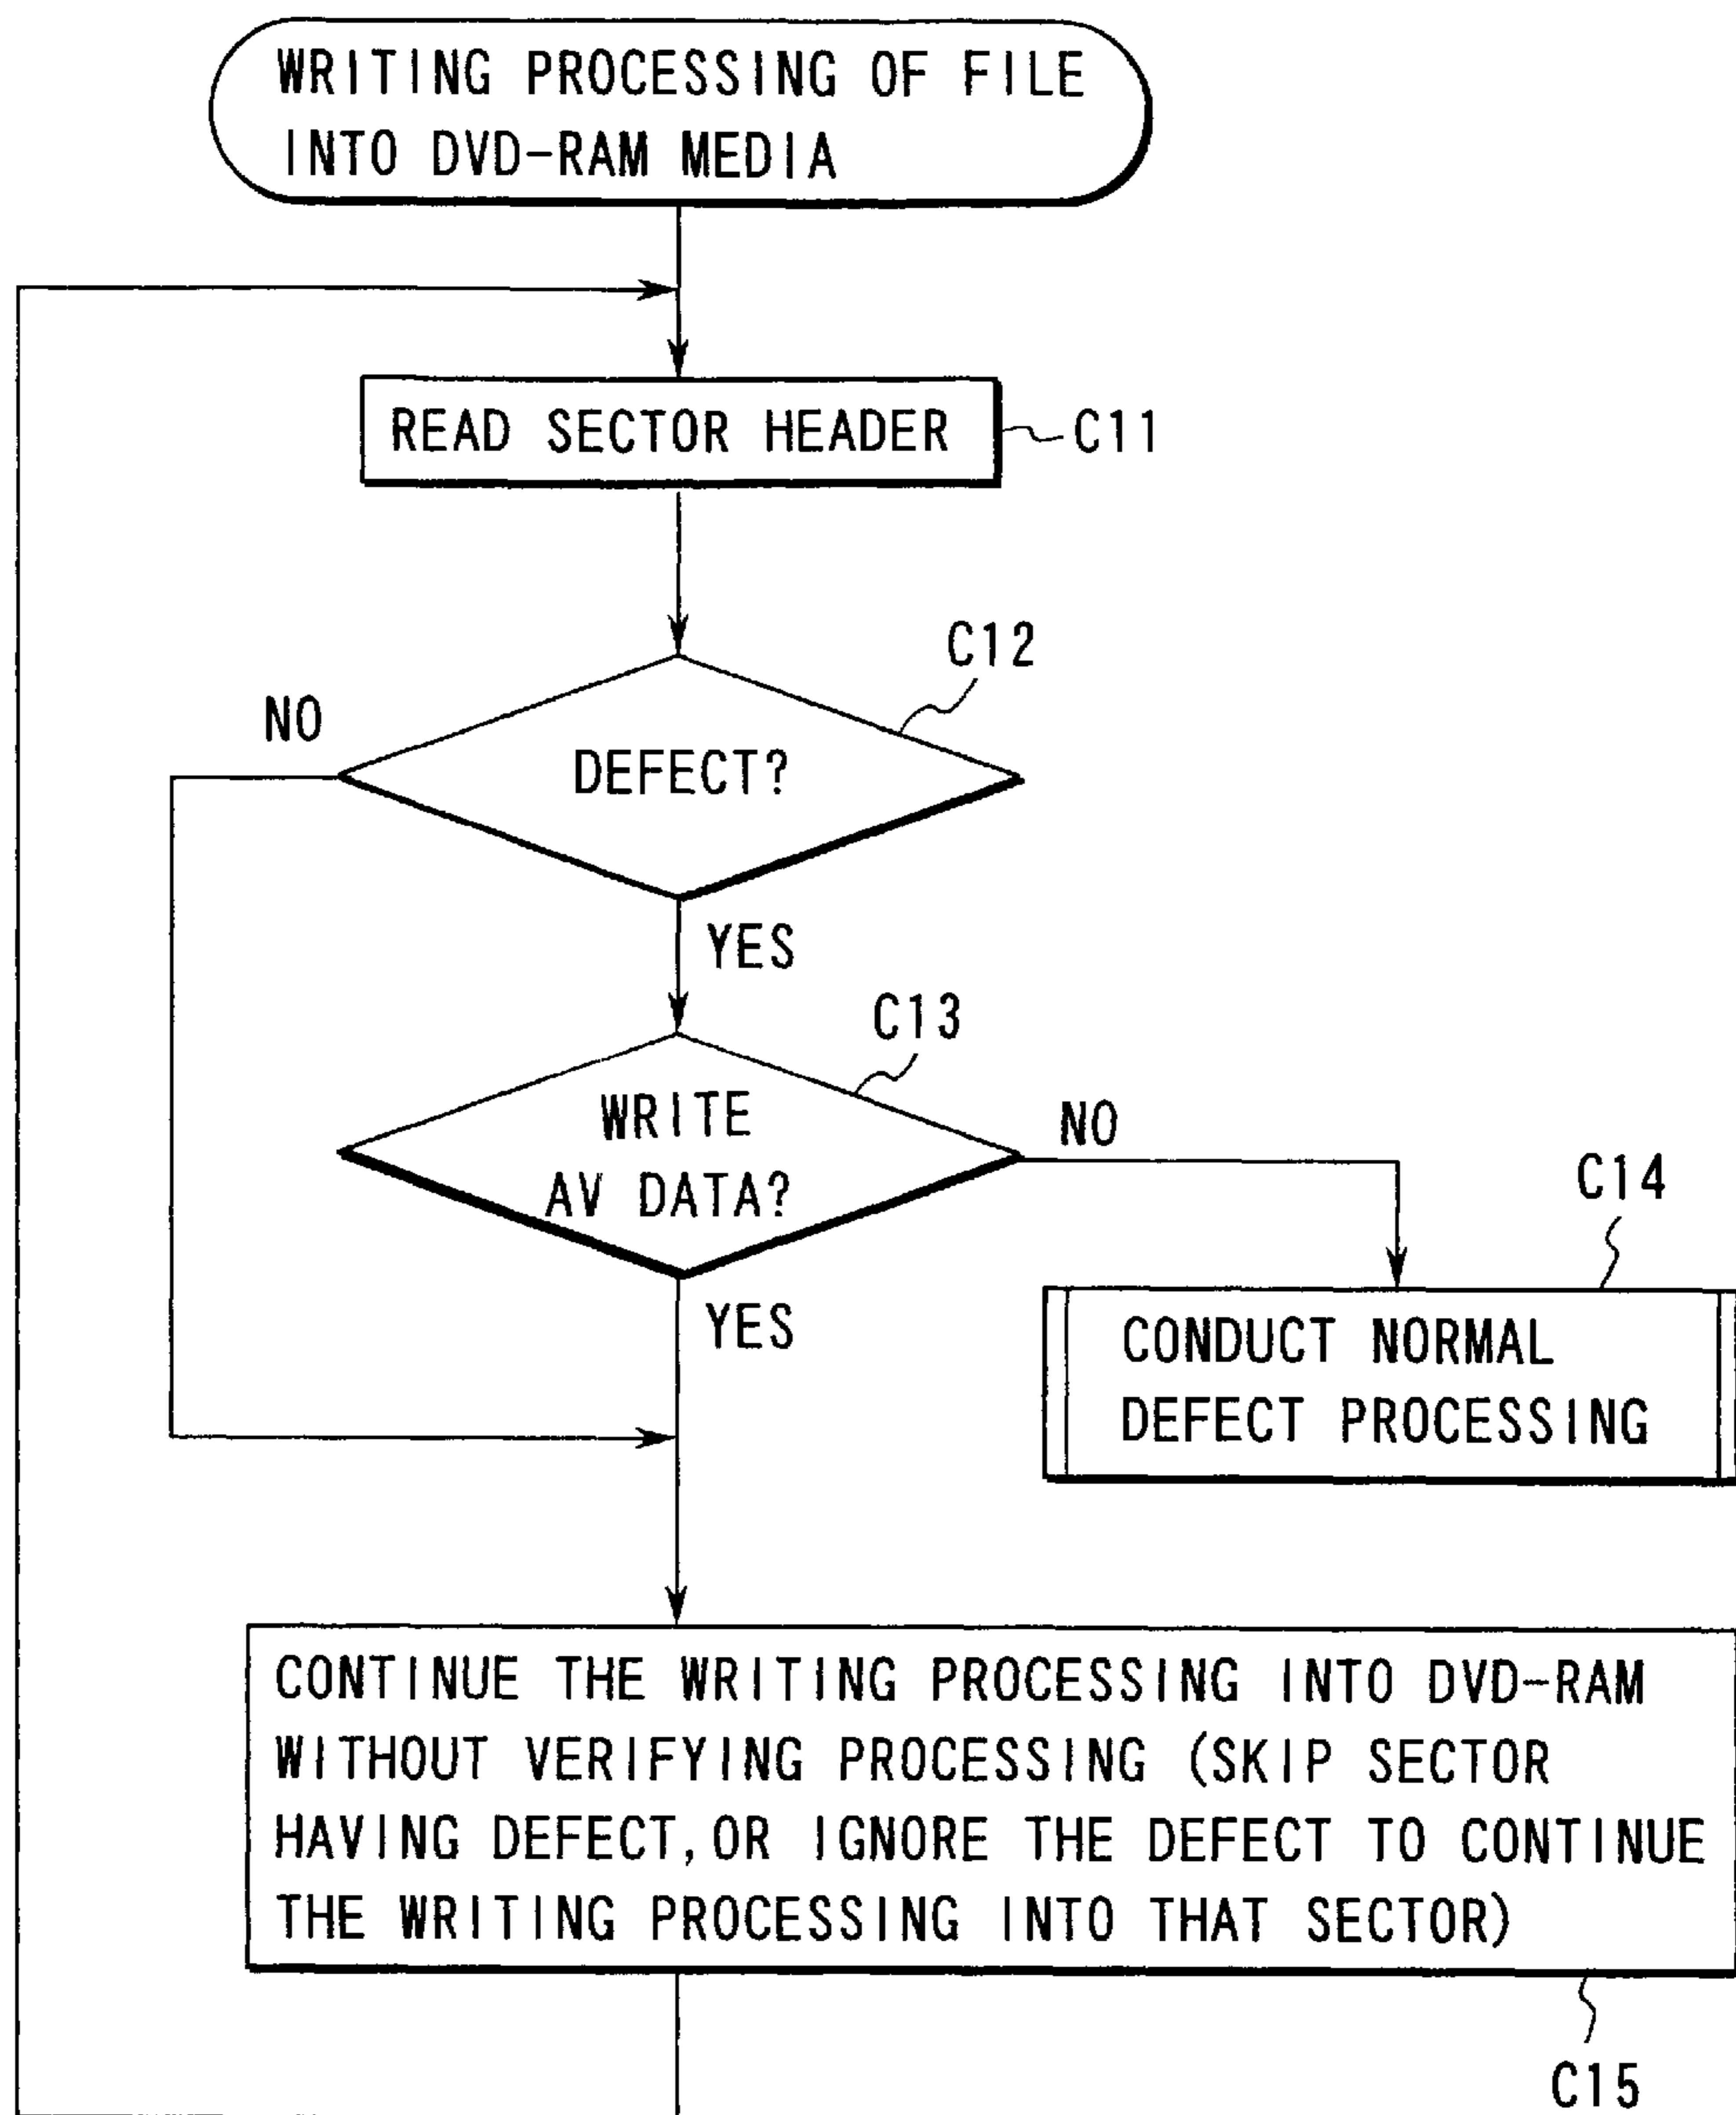 WRITING PROCESSING OF FILE
INTO DVD-RAM MEDIA
READ SECTOR HEADER
C11
C12
NO
DEFECT?
YES
C13
WRITE
AV DATA?
NO
C14
YES
CONDUCT NORMAL
DEFECT PROCESSING
CONTINUE THE WRITING PROCESSING INTO DVD-RAM
WITHOUT VERIFYING PROCESSING (SKIP SECTOR
HAVING DEFECT, OR IGNORE THE DEFECT TO CONTINUE
THE WRITING PROCESSING INTO THAT SECTOR)
C15